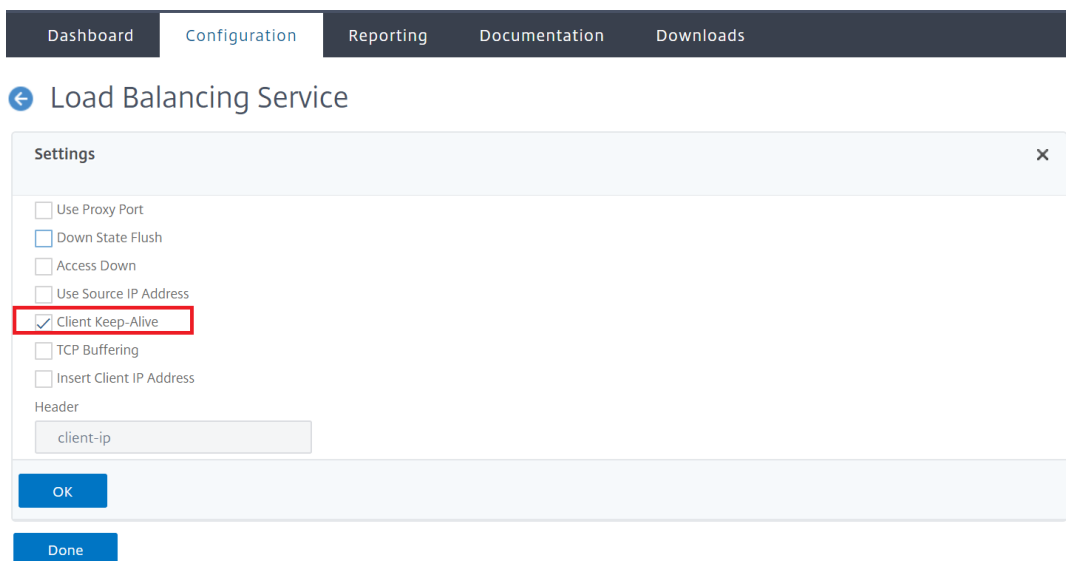 Dashboard Configuration Reporting Documentation Downloads
Load Balancing Service
Settings
Use Proxy Port
Down State Flush
Access Down
Use Source IP Address
Client Keep-Alive
TCP Buffering
Insert Client IP Address
Header
client-ip
OK
Done